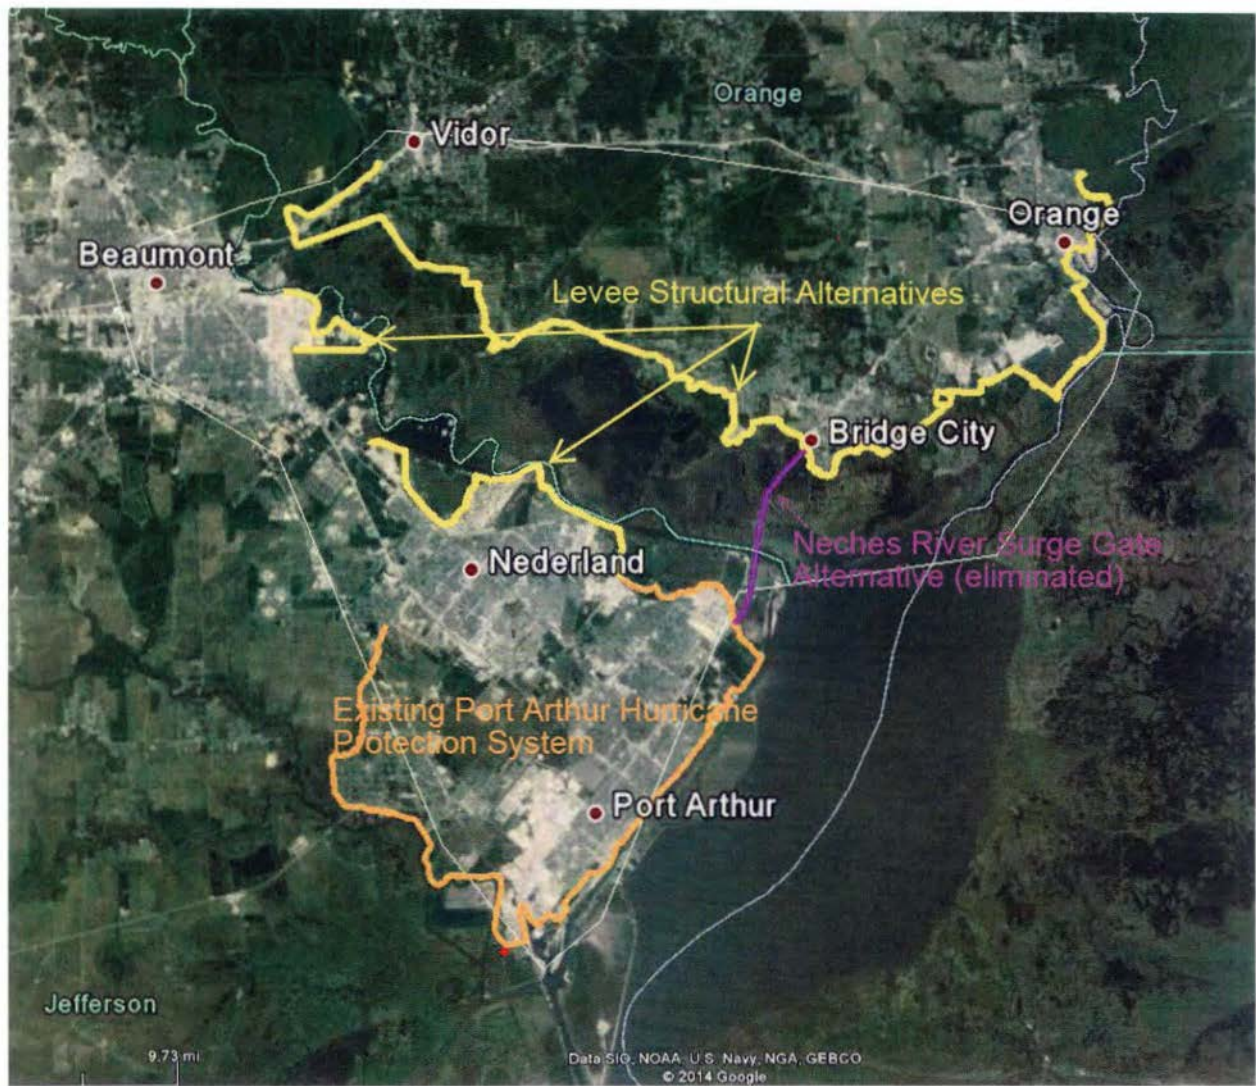 Orange
Vidor
Orange
Beaumont
Levee Structural Alternatives
Bridge City
Neches River Surge Gate
Alternative (eliminated)
Nederland
Existing Port Arthur Hurricane
Protection System
Port Arthur
Jefferson
9.73 mi
Data SIO, NOAA, U.S. Navy, NGA, GEBCO
© 2014 Google